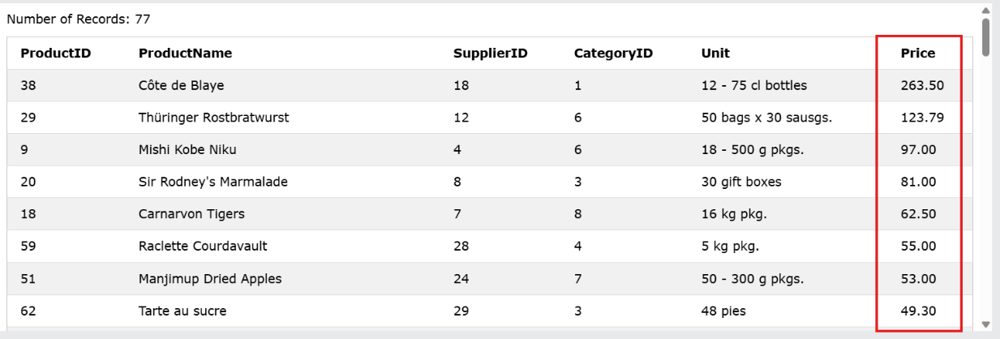 Number of Records: 77
ProductID ProductName SupplierID CategoryID Unit Price
38 Côte de Blaye 18 1 12 - 75 cl bottles 263.50
29 Thüringer Rostbratwurst 12 6 50 bags x 30 sausgs. 123.79
9 Mishi Kobe Niku 4 6 18 - 500 g pkgs. 97.00
20 Sir Rodney's Marmalade 8 3 30 gift boxes 81.00
18 Carnarvon Tigers 7 8 16 kg pkg. 62.50
59 Raclette Courdavault 28 4 5 kg pkg. 55.00
51 Manjimup Dried Apples 24 7 50 - 300 g pkgs. 53.00
62 Tarte au sucre 29 3 48 pies 49.30